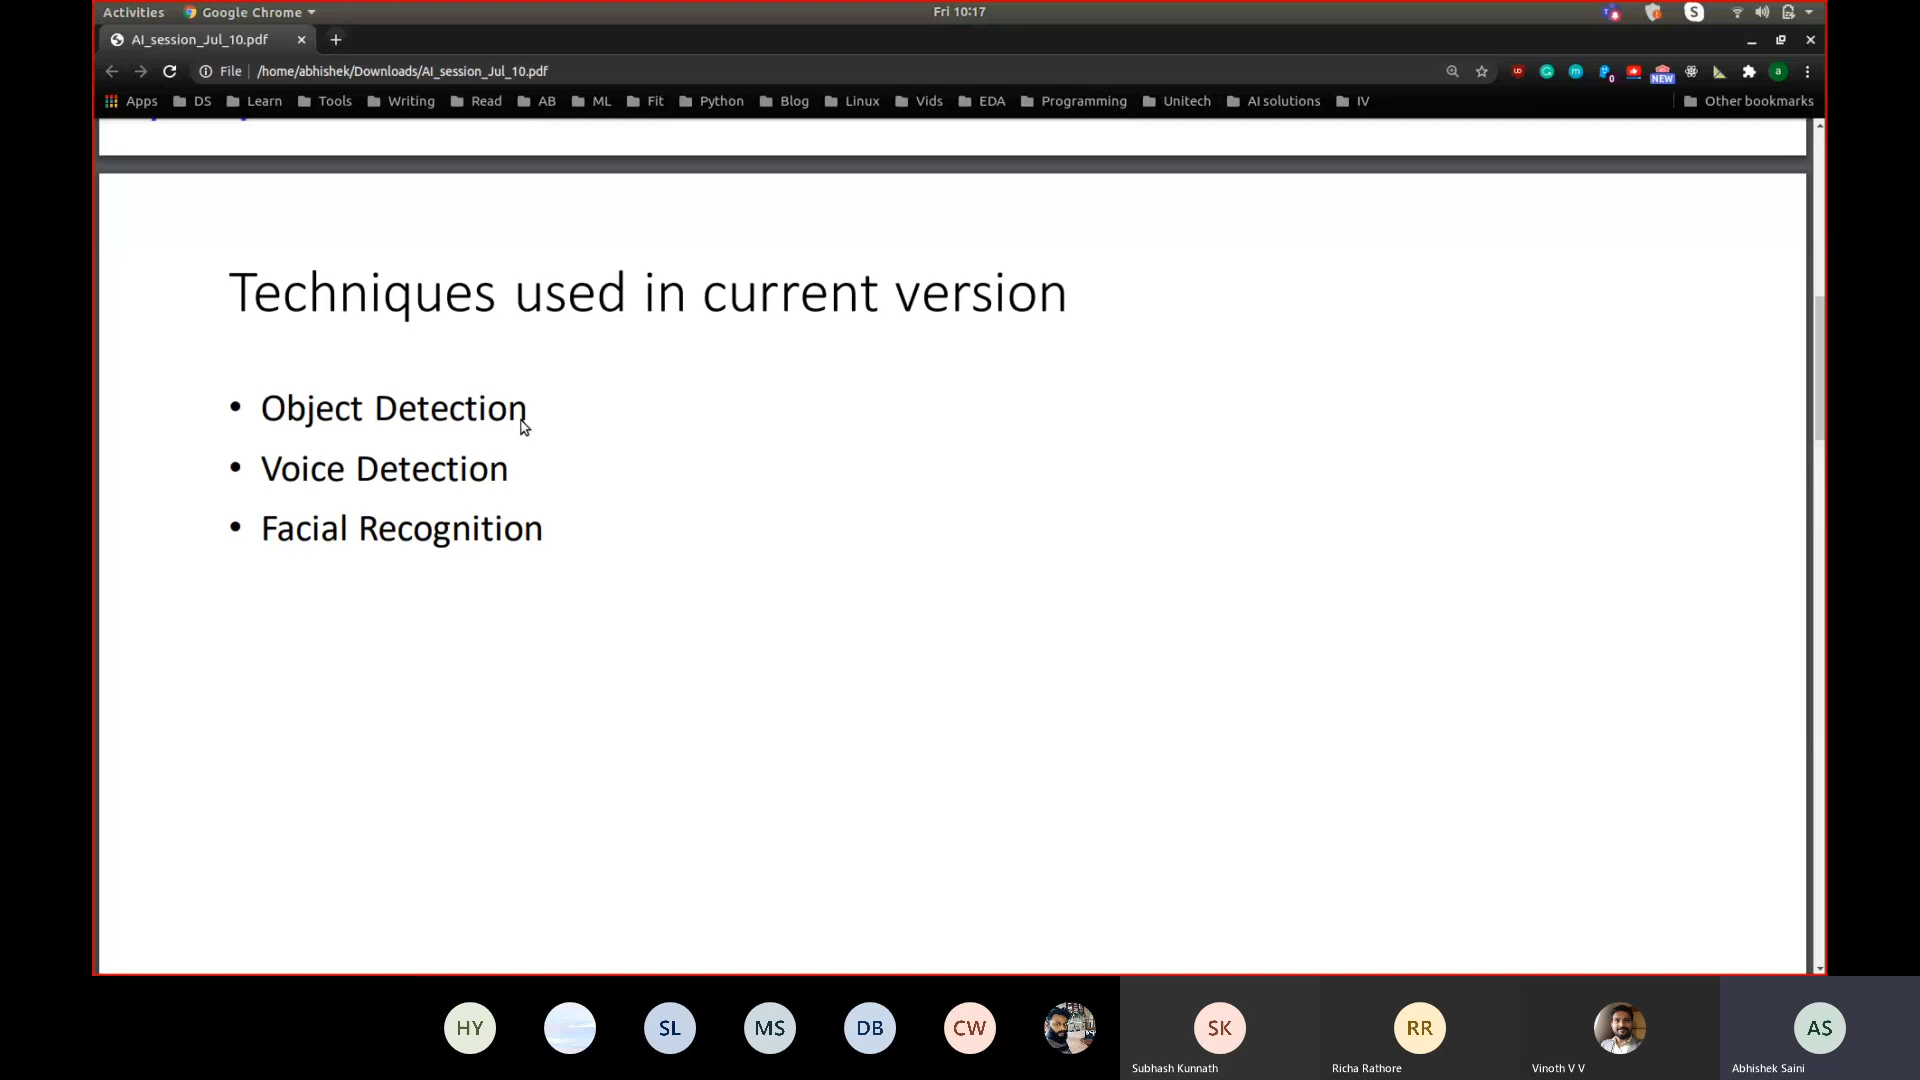 Activities Google Chrome Fri 10:17
AI_session_Jul_10.pdf
File /home/abhishek/Downloads/AI_session_Jul_10.pdf
NEW
Apps DS Learn Tools Writing Read AB ML Fit Python Blog Linux Vids EDA Programming Unitech AI solutions IV Other bookmarks
Techniques used in current version
• Object Detection
• Voice Detection
• Facial Recognition
HY SL MS DB CW SK RR AS
Subhash Kunnath Richa Rathore Vinoth V V Abhishek Saini